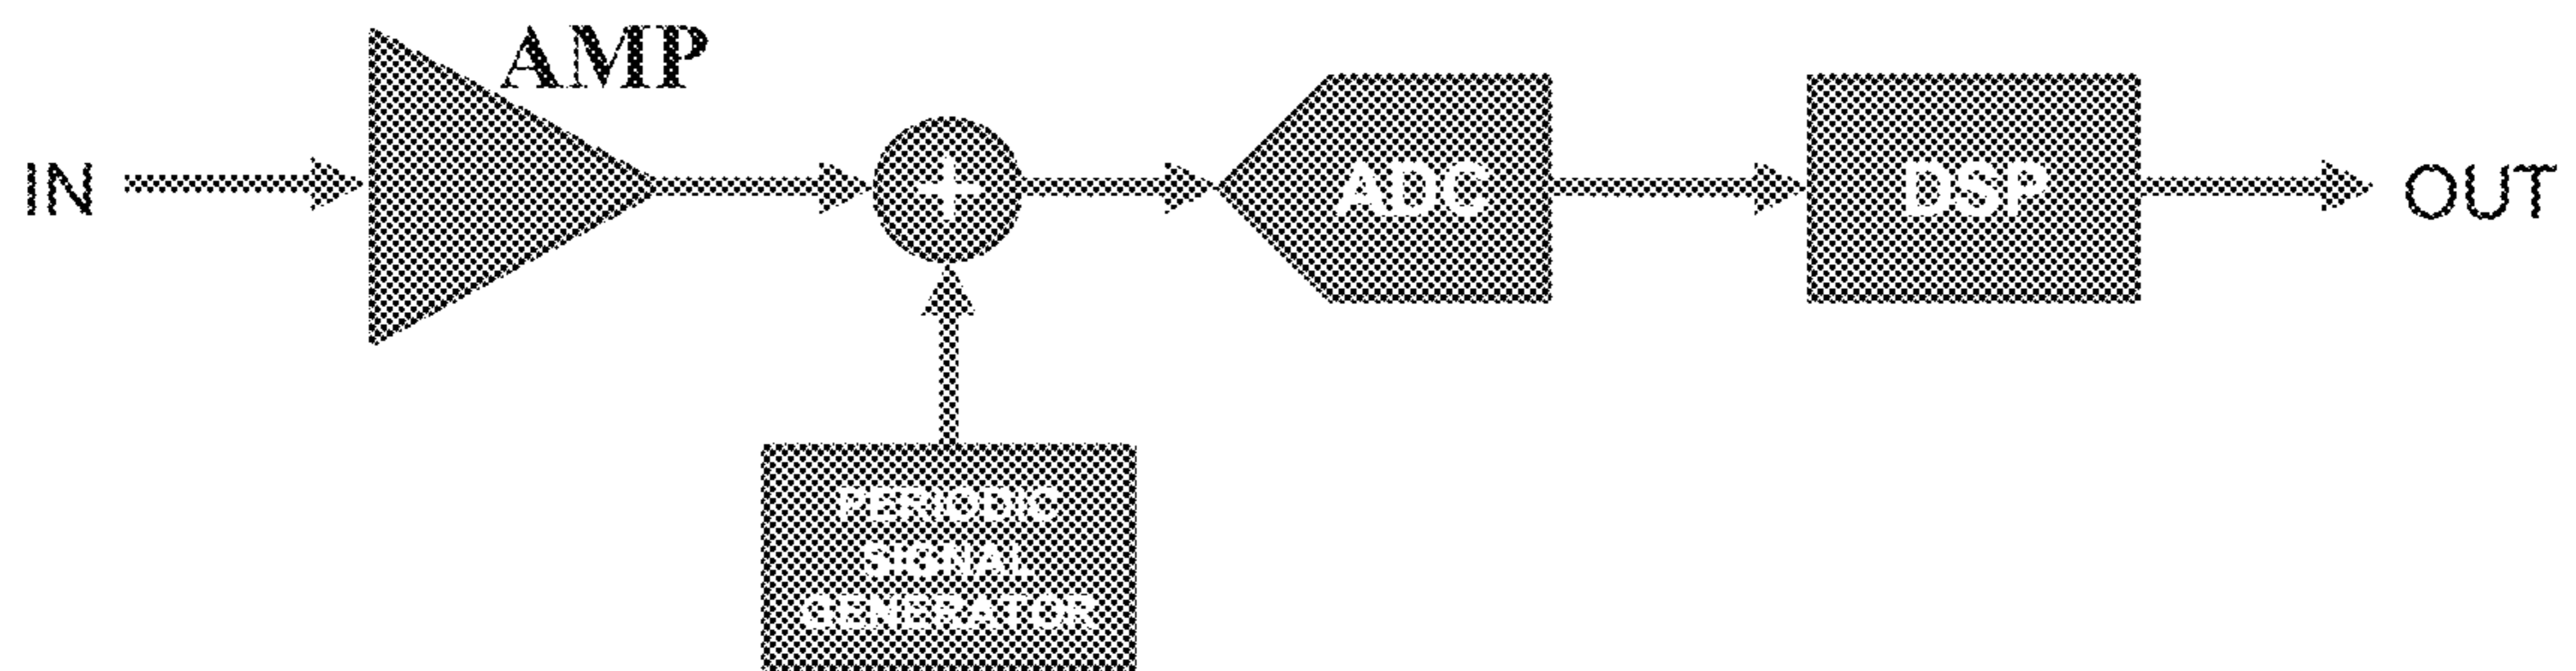 AMP
IN
+
ADC
DSP
OUT
PERIODIC
SIGNAL
GENERATOR